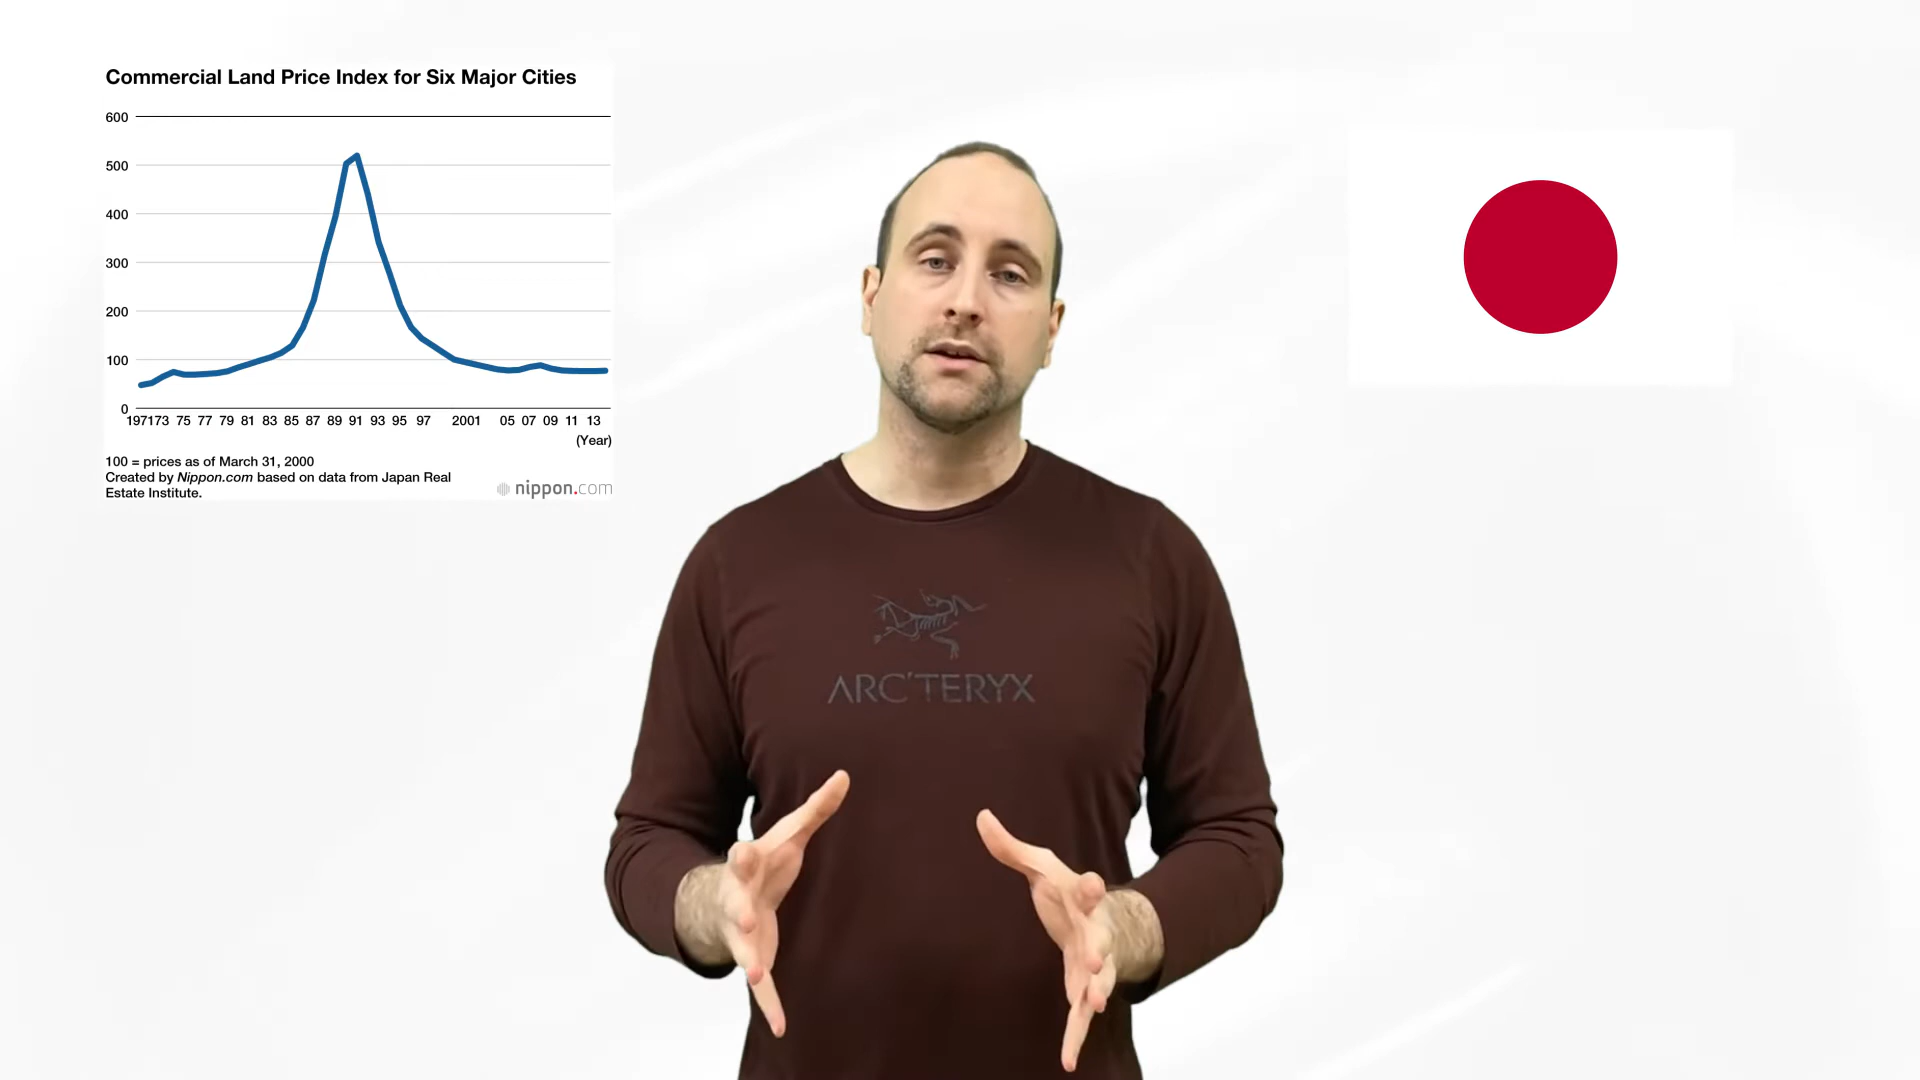 Commercial Land Price Index for Six Major Cities
600
500
400
300
200
100
0
197173 75 77 79 81 83 85 87 89 91 93 95 97 2001 05 07 09 11 13
(Year)
100 = prices as of March 31, 2000
Created by Nippon.com based on data from Japan Real
Estate Institute.
nippon.com
ARC'TERYX